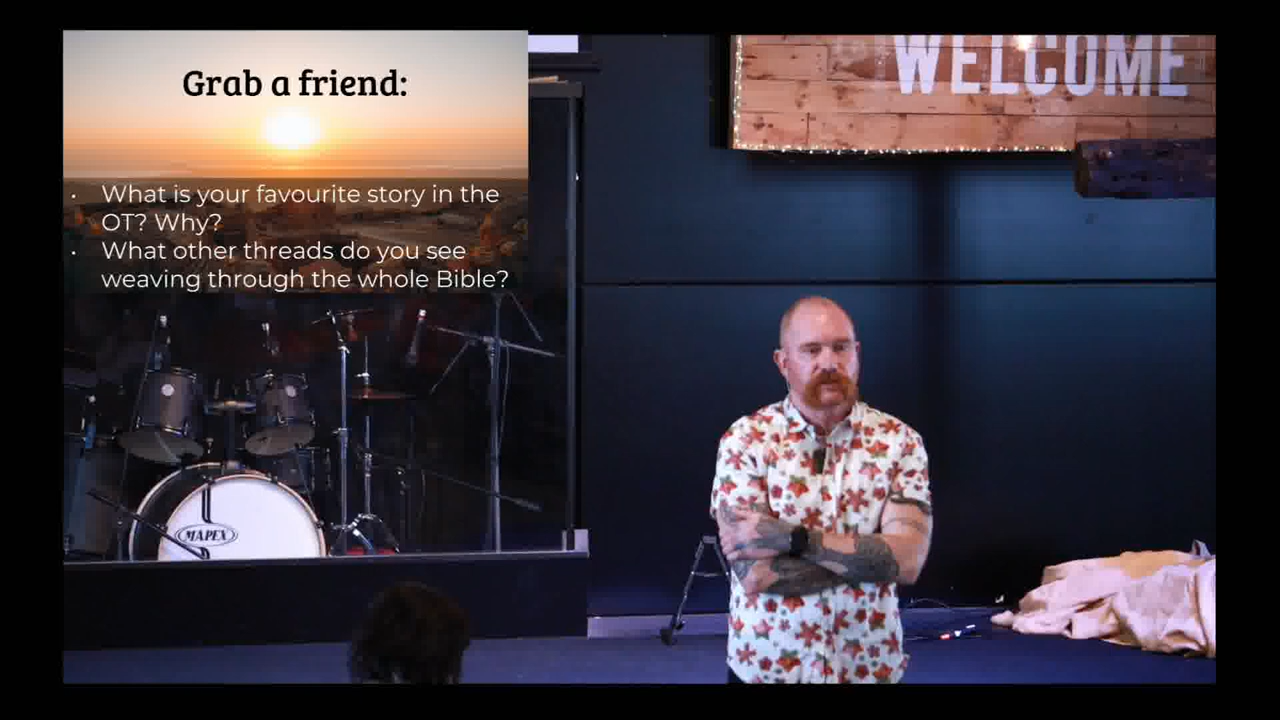 Grab a friend:
• What is your favourite story in the
OT? Why?
• What other threads do you see
weaving through the whole Bible?
WELCOME
MAPEX